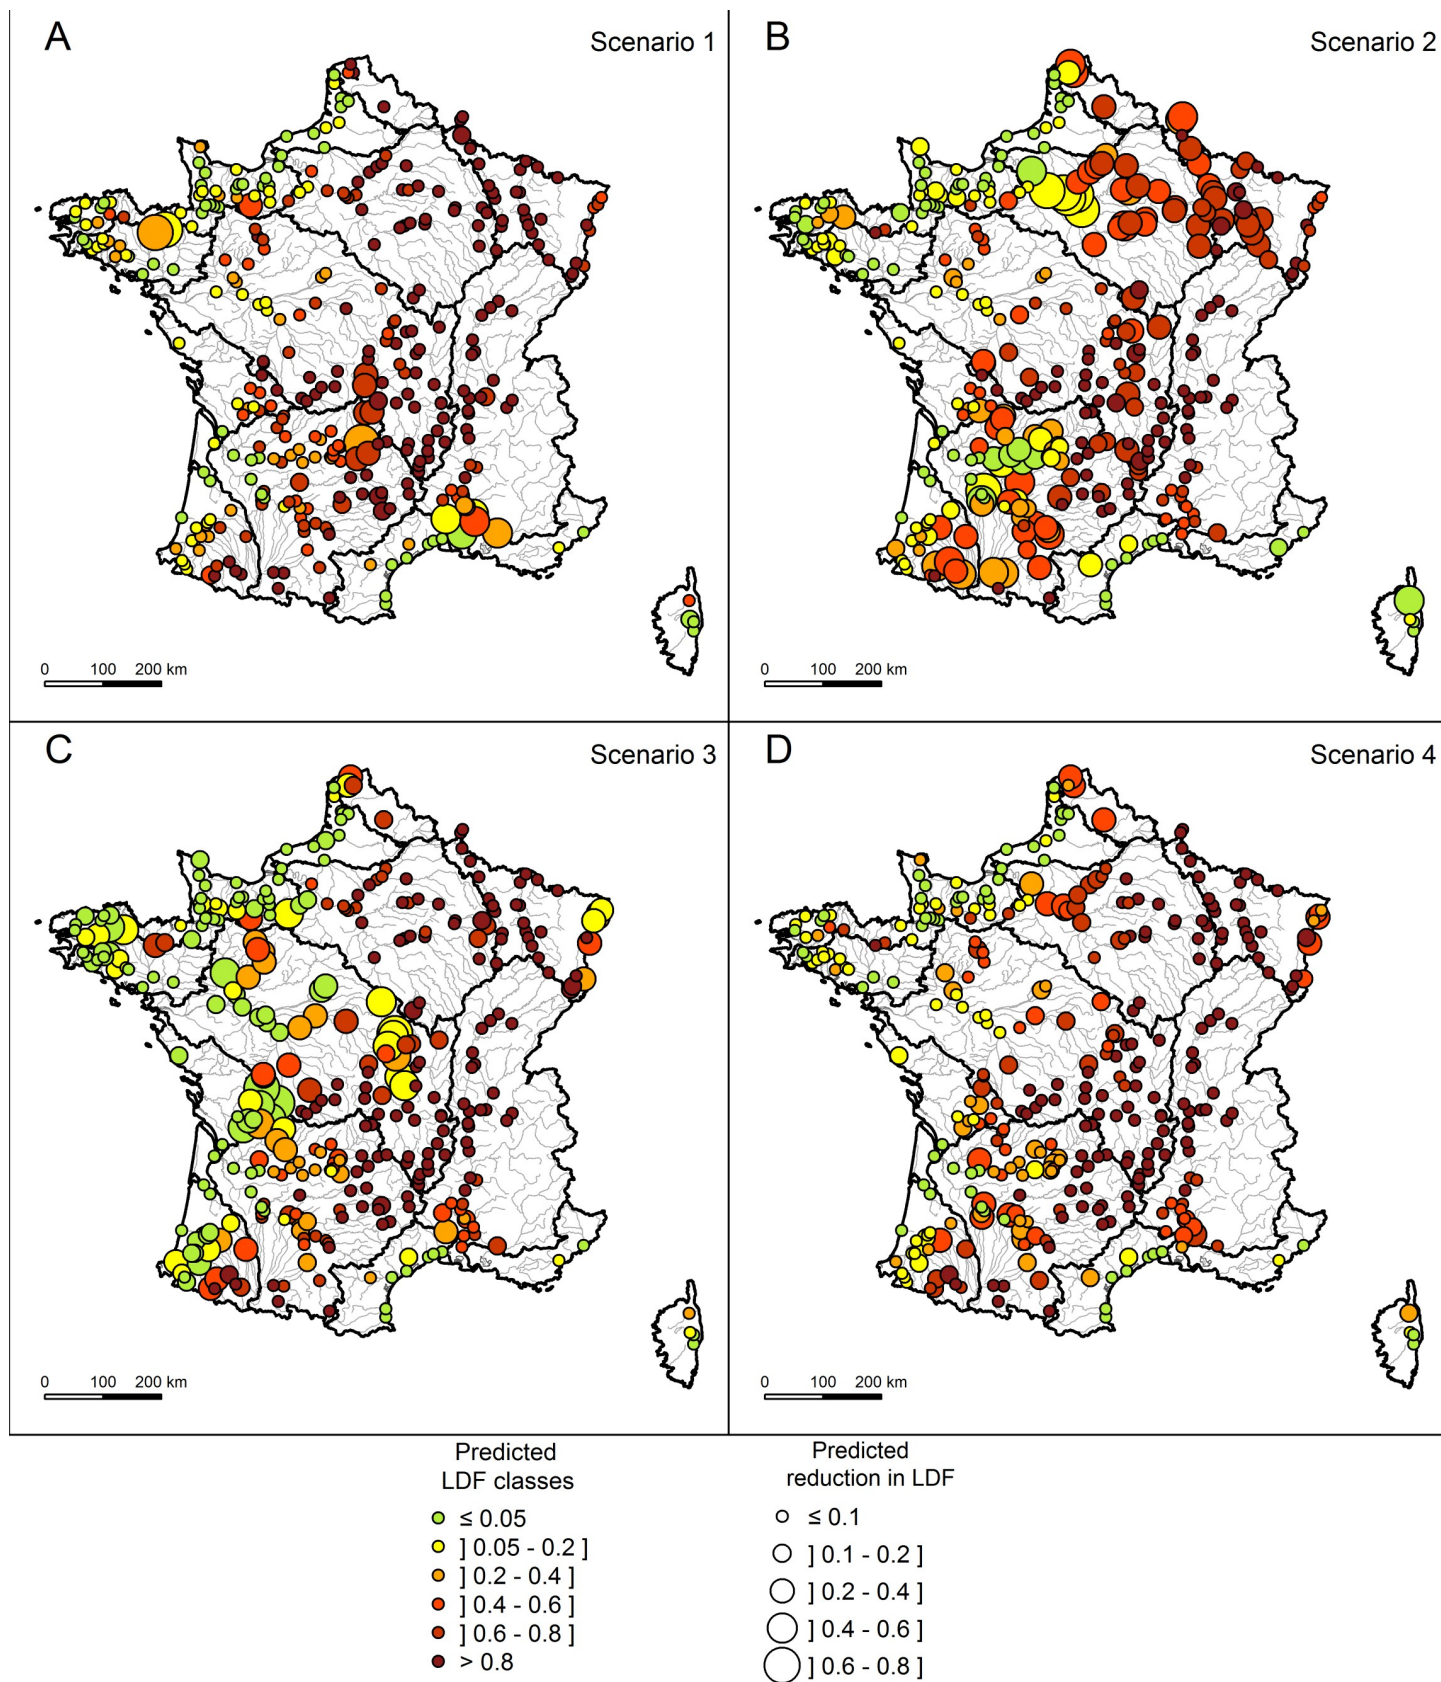 A
Scenario 1
0 100 200 km
B
Scenario 2
0 100 200 km
C
Scenario 3
0 100 200 km
D
Scenario 4
0 100 200 km
Predicted
LDF classes
≤ 0.05
] 0.05 - 0.2 ]
] 0.2 - 0.4 ]
] 0.4 - 0.6 ]
] 0.6 - 0.8 ]
> 0.8
Predicted
reduction in LDF
≤ 0.1
] 0.1 - 0.2 ]
] 0.2 - 0.4 ]
] 0.4 - 0.6 ]
] 0.6 - 0.8 ]